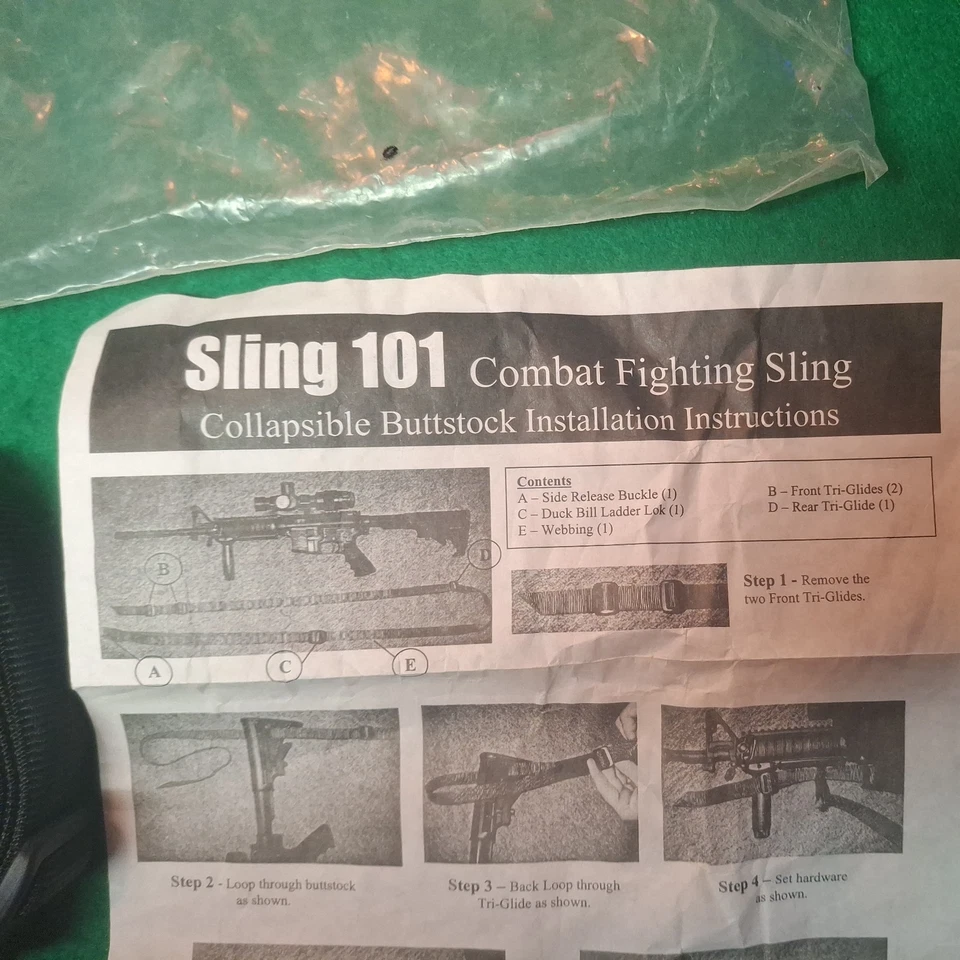 Sling 101 Combat Fighting Sling
Collapsible Buttstock Installation Instructions
Contents
A – Side Release Buckle (1)
B – Front Tri-Glides (2)
C – Duck Bill Ladder Lok (1)
D – Rear Tri-Glide (1)
E – Webbing (1)
B
D
A
C
E
Step 1 - Remove the
two Front Tri-Glides.
Step 2 - Loop through buttstock
as shown.
Step 3 – Back Loop through
Tri-Glide as shown.
Step 4 – Set hardware
as shown.